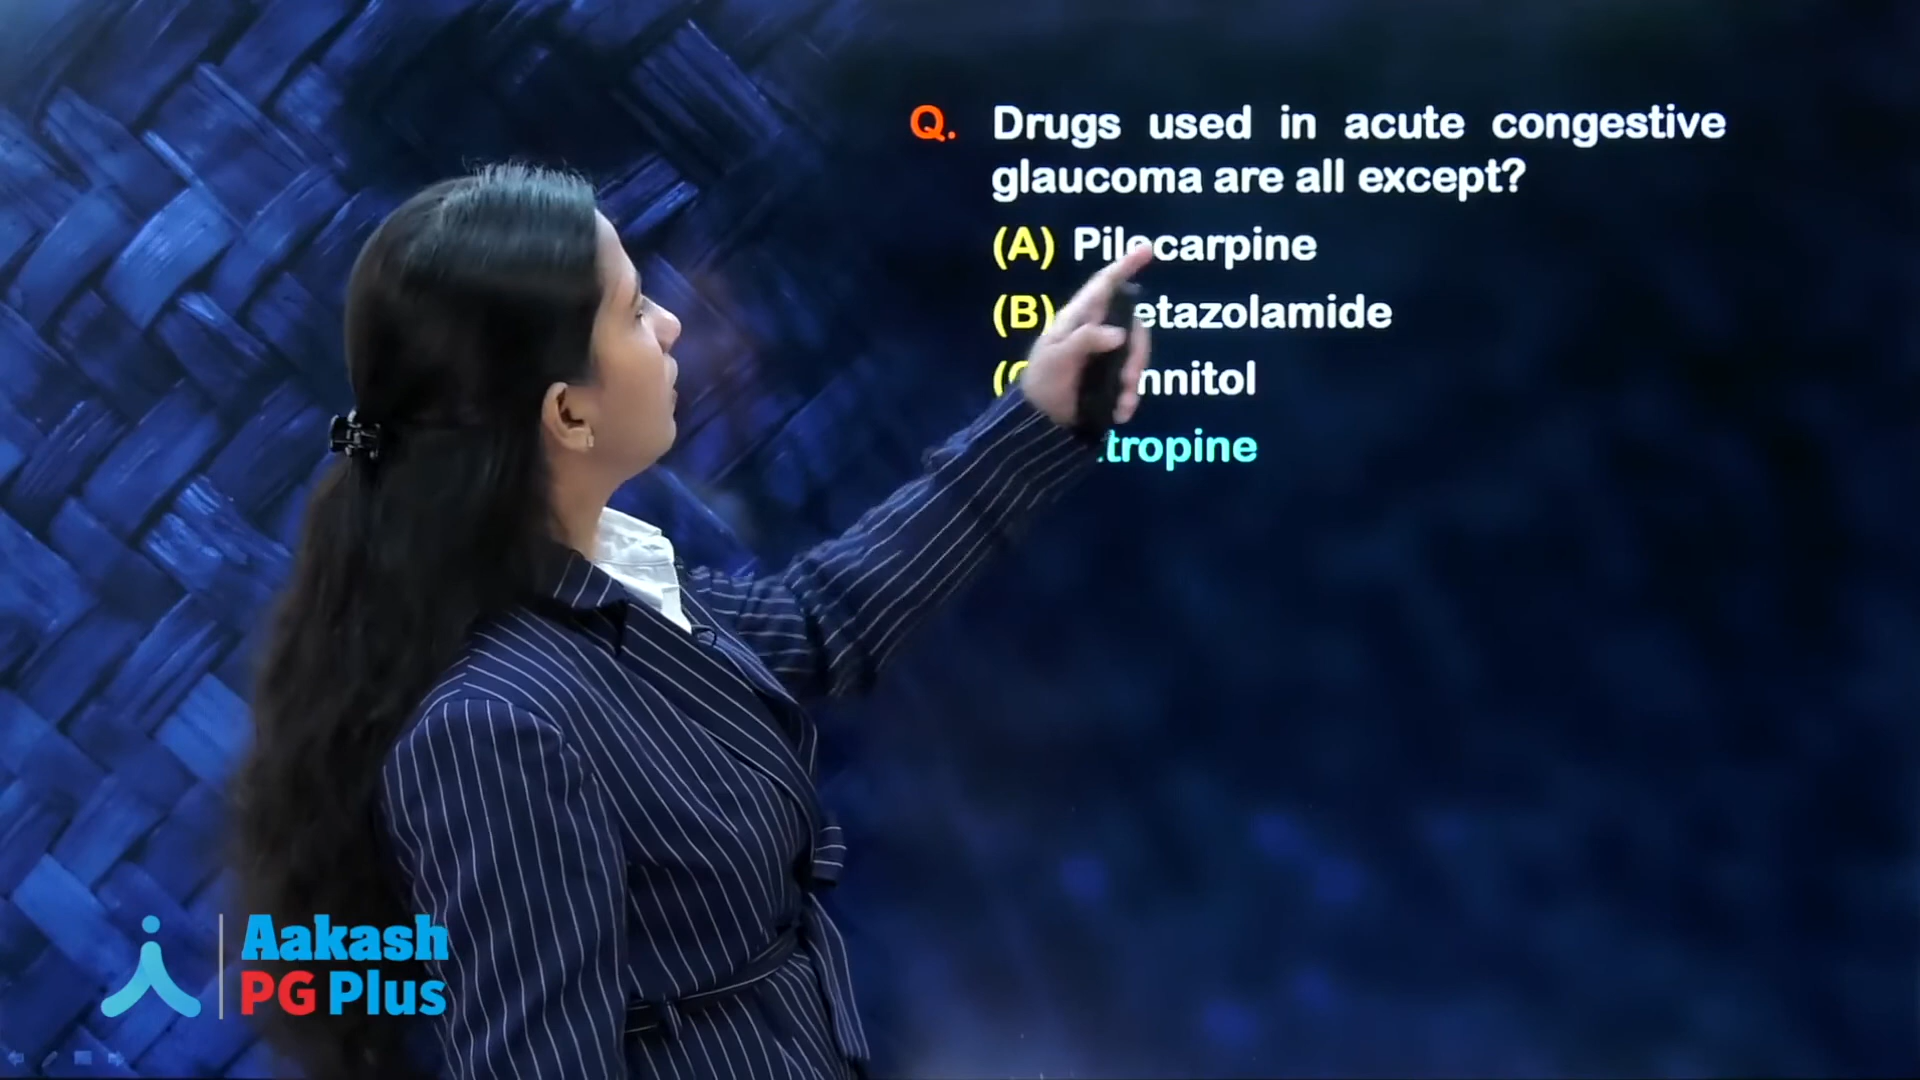 Q. Drugs used in acute congestive
glaucoma are all except?
(A) Pilocarpine
(B) etazolamide
nnitol
tropine
Aakash
PG Plus